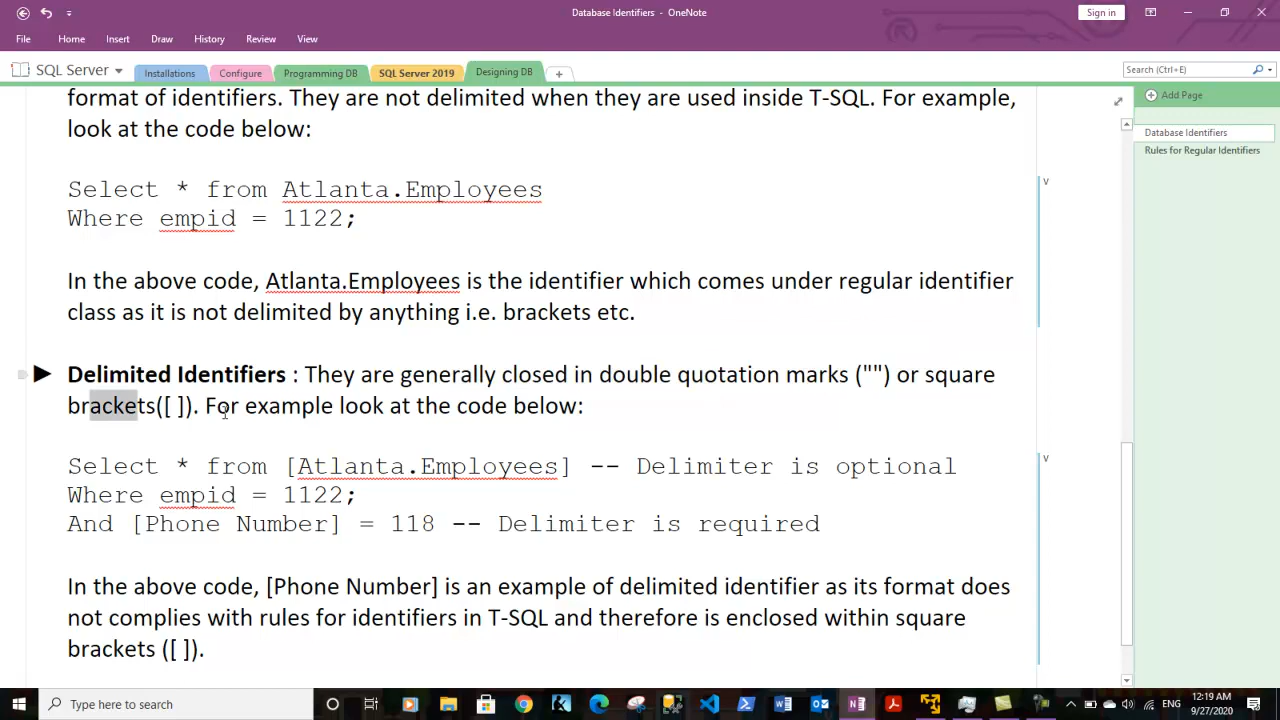 Database Identifiers - OneNote
Sign in
File Home Insert Draw History Review View
SQL Server Installations Configure Programming DB SQL Server 2019 Designing DB
Search (Ctrl+E)
Add Page
Database Identifiers
Rules for Regular Identifiers
format of identifiers. They are not delimited when they are used inside T-SQL. For example,
look at the code below:
Select * from Atlanta.Employees
Where empid = 1122;
In the above code, Atlanta.Employees is the identifier which comes under regular identifier
class as it is not delimited by anything i.e. brackets etc.
Delimited Identifiers : They are generally closed in double quotation marks ("") or square
brackets([ ]). For example look at the code below:
Select * from [Atlanta.Employees] -- Delimiter is optional
Where empid = 1122;
And [Phone Number] = 118 -- Delimiter is required
In the above code, [Phone Number] is an example of delimited identifier as its format does
not complies with rules for identifiers in T-SQL and therefore is enclosed within square
brackets ([ ]).
Type here to search
ENG
12:19 AM
9/27/2020